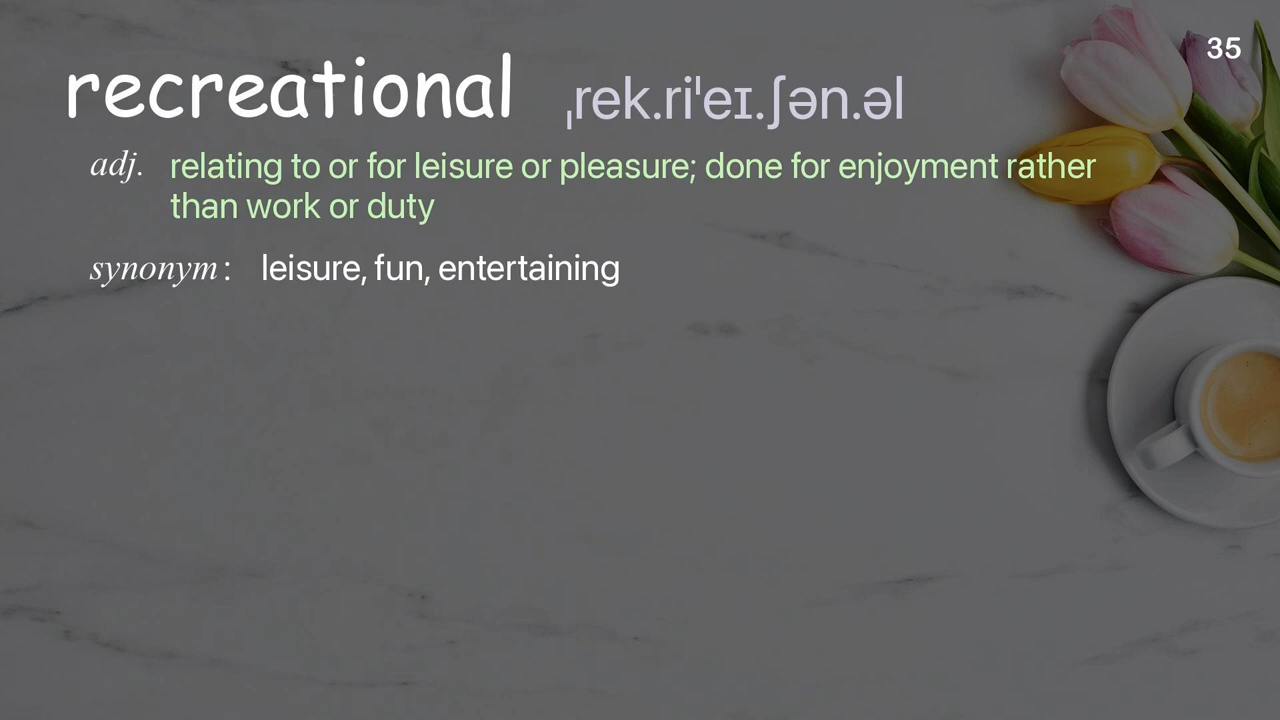 35
recreational ˌrek.riˈeɪ.ʃən.əl
adj. relating to or for leisure or pleasure; done for enjoyment rather
than work or duty
synonym : leisure, fun, entertaining